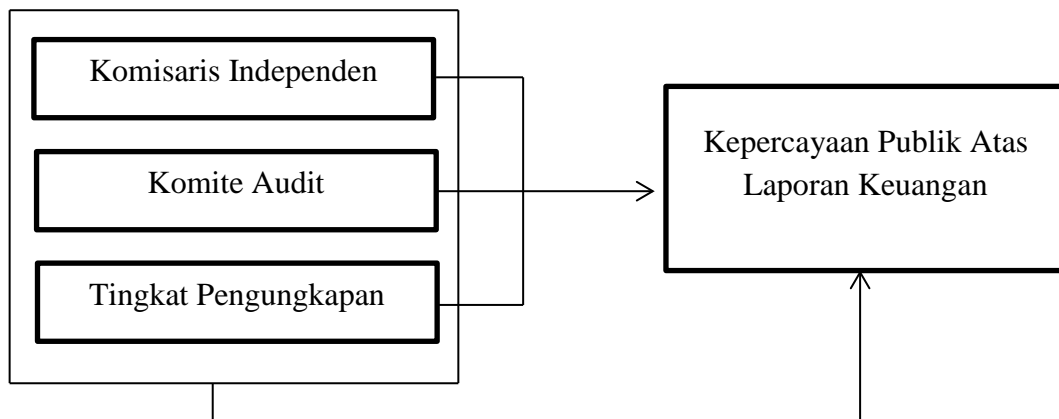 Komisaris Independen
Komite Audit
Tingkat Pengungkapan
Kepercayaan Publik Atas
Laporan Keuangan